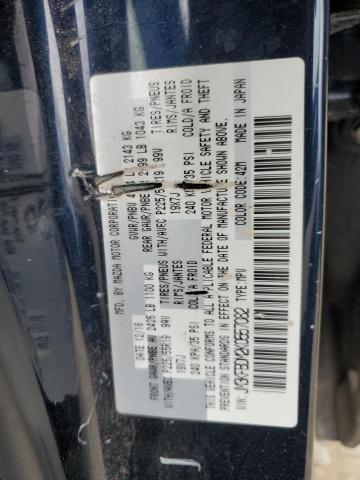 MFD. BY MAZDA MOTOR CORPORATION
DATE: 12/18 GVWR/PNBV 4 LB 2143 KG
FRONT GAWR/PNBE AV 2425 LB 1100 KG REAR GAWR/PNBE 2299 LB 1043 KG
WITH/AVEC P225/55R19 99V TIRES/PNEUS WITH/AVEC P225/55R19 99V TIRES/PNEUS
19X7J RIMS/JANTES 19X7J RIMS/JANTES
240 KPA/35 PSI COLD/A FROID 240 KPA/35 PSI COLD/A FROID
THIS VEHICLE CONFORMS TO ALL APPLICABLE FEDERAL MOTOR VEHICLE SAFETY AND THEFT
PREVENTION STANDARDS IN EFFECT ON THE DATE OF MANUFACTURE SHOWN ABOVE.
COLOR CODE:42M MADE IN JAPAN
TYPE:MPV